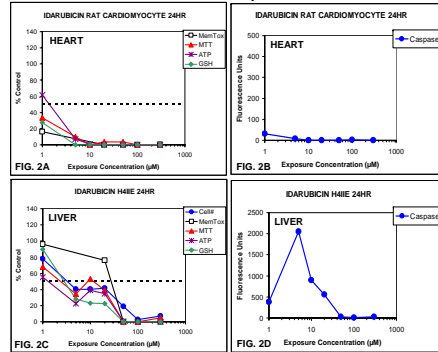 IDARUBICIN RAT CARDIOMYOCYTE 24HR
HEART
MemTox
MTT
ATP
GSH
% Control
140
120
100
80
60
40
20
0
1
10
100
1000
Exposure Concentration (µM)
FIG. 2A
IDARUBICIN RAT CARDIOMYOCYTE 24HR
HEART
Caspase
Fluorescence Units
500
400
300
200
100
0
1
10
100
1000
Exposure Concentration (µM)
FIG. 2B
IDARUBICIN H4IIE 24HR
LIVER
Cell#
MemTox
MTT
ATP
GSH
% Control
140
120
100
80
60
40
20
0
1
10
100
1000
Exposure Concentration (µM)
FIG. 2C
IDARUBICIN H4IIE 24HR
LIVER
Caspase
Fluorescence Units
2500
2000
1500
1000
500
0
1
10
100
1000
Exposure Concentration (µM)
FIG. 2D